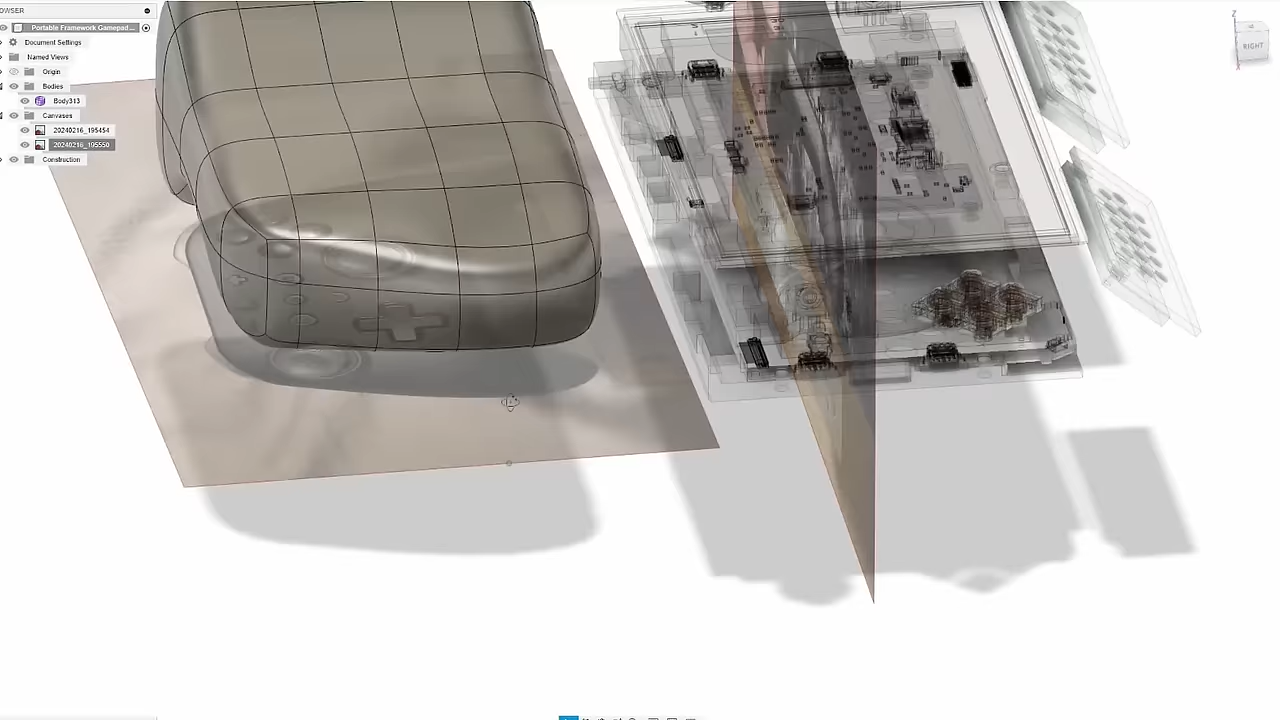 OWSER
Portable Framework Gamepad...
Document Settings
Named Views
Origin
Bodies
Body313
Canvases
20240216_195454
20240216_195550
Construction
Z
RIGHT